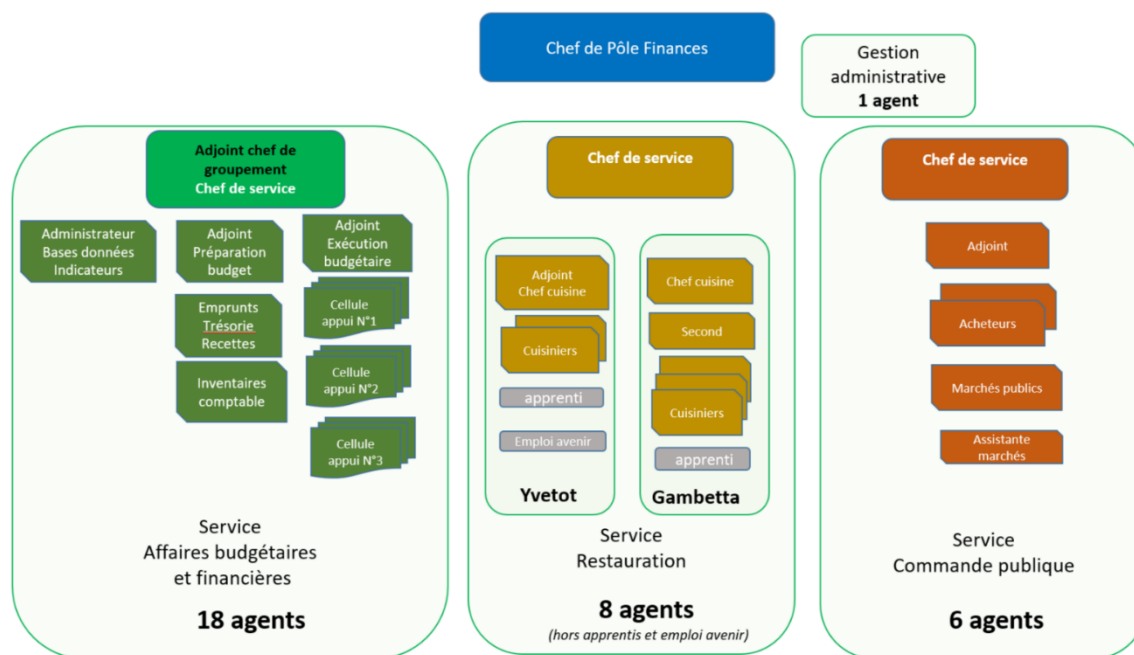 Chef de Pôle Finances
Gestion
administrative
1 agent
Adjoint chef de
groupement
Chef de service
Administrateur
Bases données
Indicateurs
Adjoint
Préparation
budget
Adjoint
Exécution
budgétaire
Emprunts
Trésorie
Recettes
Inventaires
comptable
Cellule
appui N°1
Cellule
appui N°2
Cellule
appui N°3
Service
Affaires budgétaires
et financières
18 agents
Chef de service
Adjoint
Chef cuisine
Cuisiniers
apprenti
Emploi avenir
Yvetot
Chef cuisine
Second
Cuisiniers
apprenti
Gambetta
Service
Restauration
8 agents
(hors apprentis et emploi avenir)
Chef de service
Adjoint
Acheteurs
Marchés publics
Assistante
marchés
Service
Commande publique
6 agents